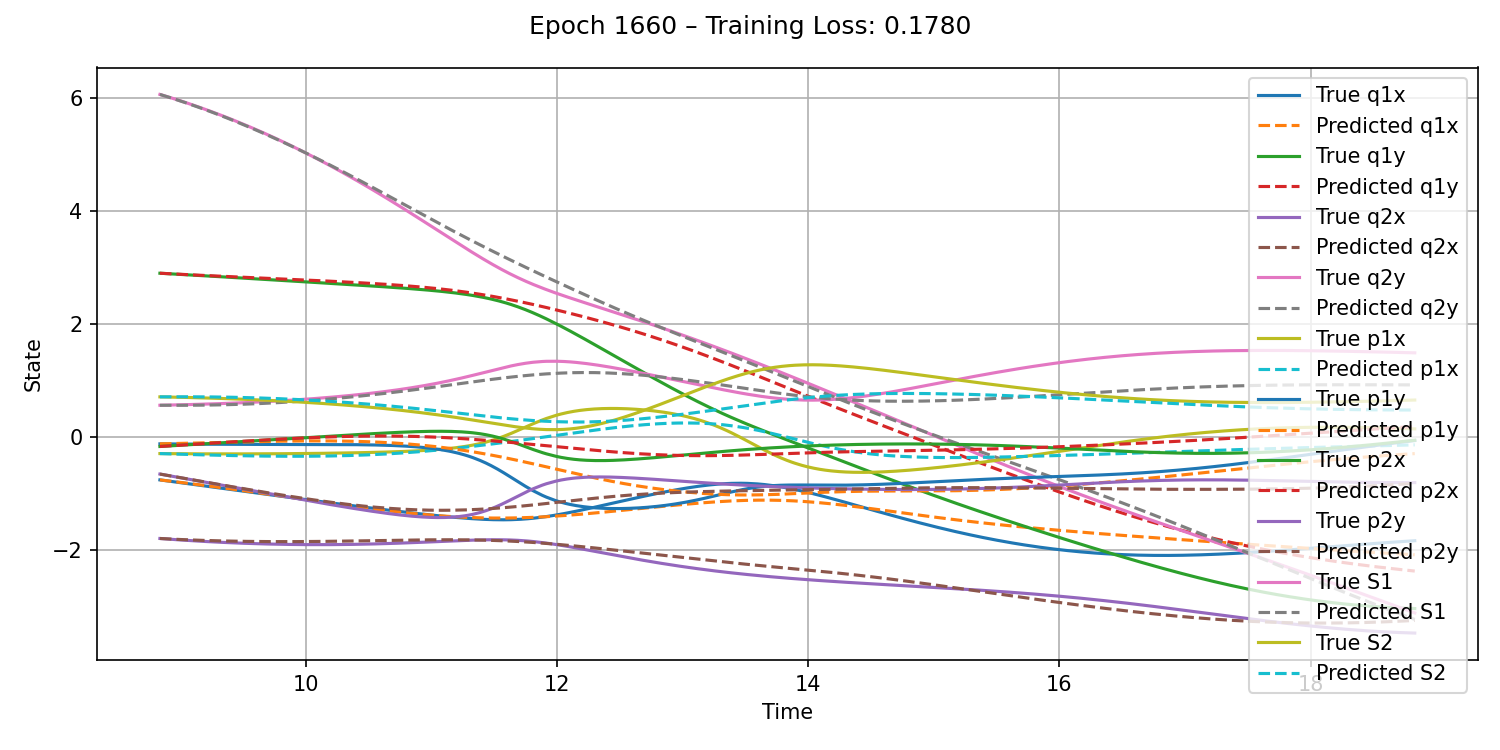 Epoch 1660 – Training Loss: 0.1780
6
4
2
0
−2
State
10
12
14
16
18
Time
True q1x
Predicted q1x
True q1y
Predicted q1y
True q2x
Predicted q2x
True q2y
Predicted q2y
True p1x
Predicted p1x
True p1y
Predicted p1y
True p2x
Predicted p2x
True p2y
Predicted p2y
True S1
Predicted S1
True S2
Predicted S2